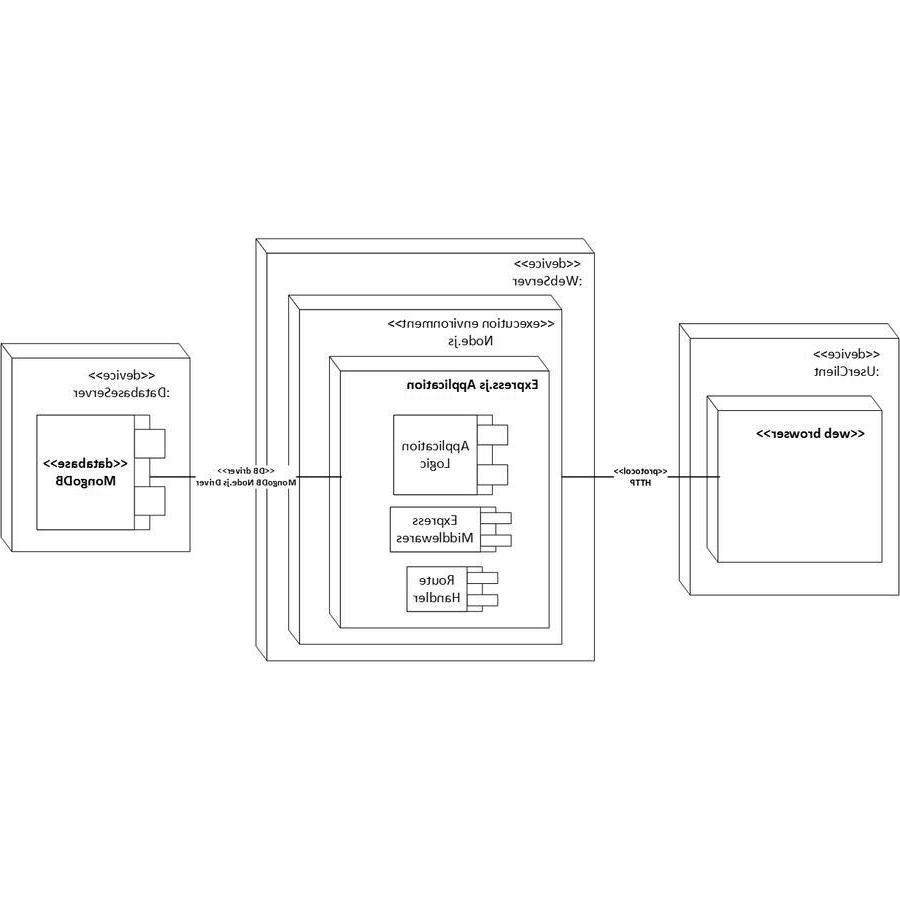 <<device>>
:UserClient
<<web browser>>
<<protocol>>
HTTP
<<device>>
:WebServer
<<execution environment>>
Node.js
Express.js Application
Application
Logic
Express
Middlewares
Route
Handler
<<DB driver>>
MongoDB Node.js Driver
<<device>>
:DatabaseServer
<<database>>
MongoDB